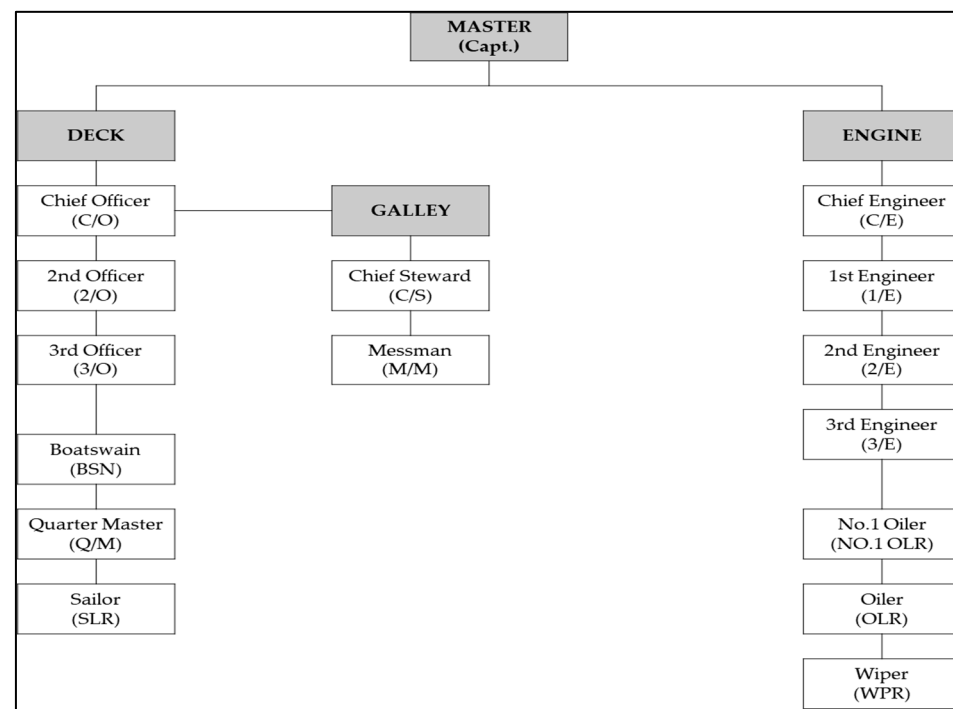 MASTER
(Capt.)
DECK
ENGINE
Chief Officer
(C/O)
GALLEY
Chief Engineer
(C/E)
2nd Officer
(2/O)
Chief Steward
(C/S)
1st Engineer
(1/E)
3rd Officer
(3/O)
Messman
(M/M)
2nd Engineer
(2/E)
3rd Engineer
(3/E)
Boatswain
(BSN)
Quarter Master
(Q/M)
No.1 Oiler
(NO.1 OLR)
Sailor
(SLR)
Oiler
(OLR)
Wiper
(WPR)